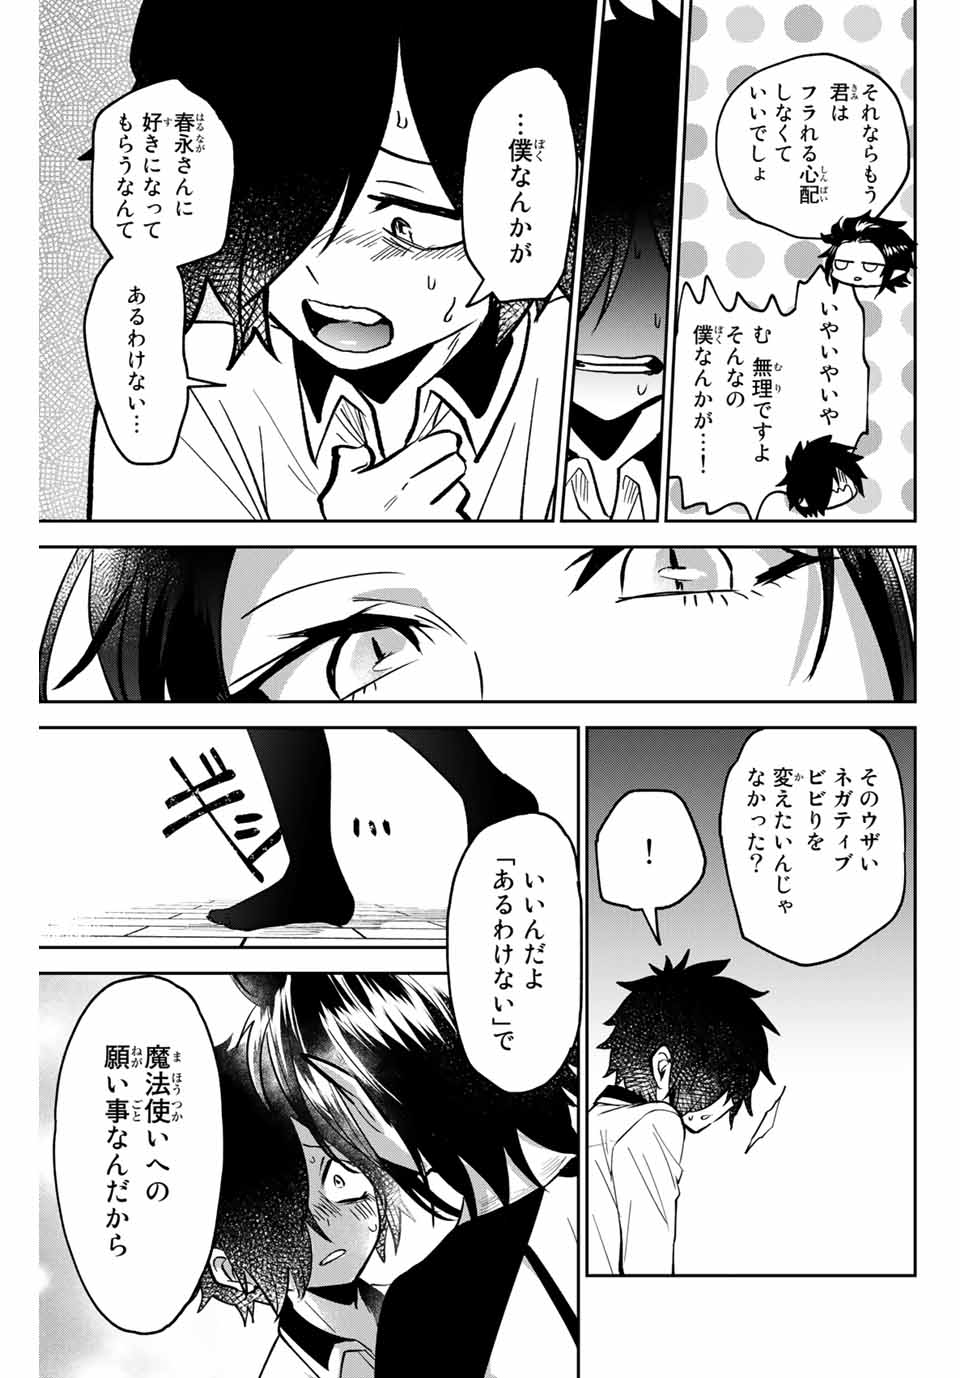 それならもう
君は
フラれる心配
しなくて
いいでしょ
いやいやいや
む 無理ですよ
そんなの
僕なんかが…！
…僕なんかが
春永さんに
好きになって
もらうなんて
あるわけない…
そのウザい
ネガティブ
ビビりを
変えたいんじゃ
なかった？
！
ギシ…
いいんだよ
「あるわけない」で
魔法使いへの
願い事なんだから